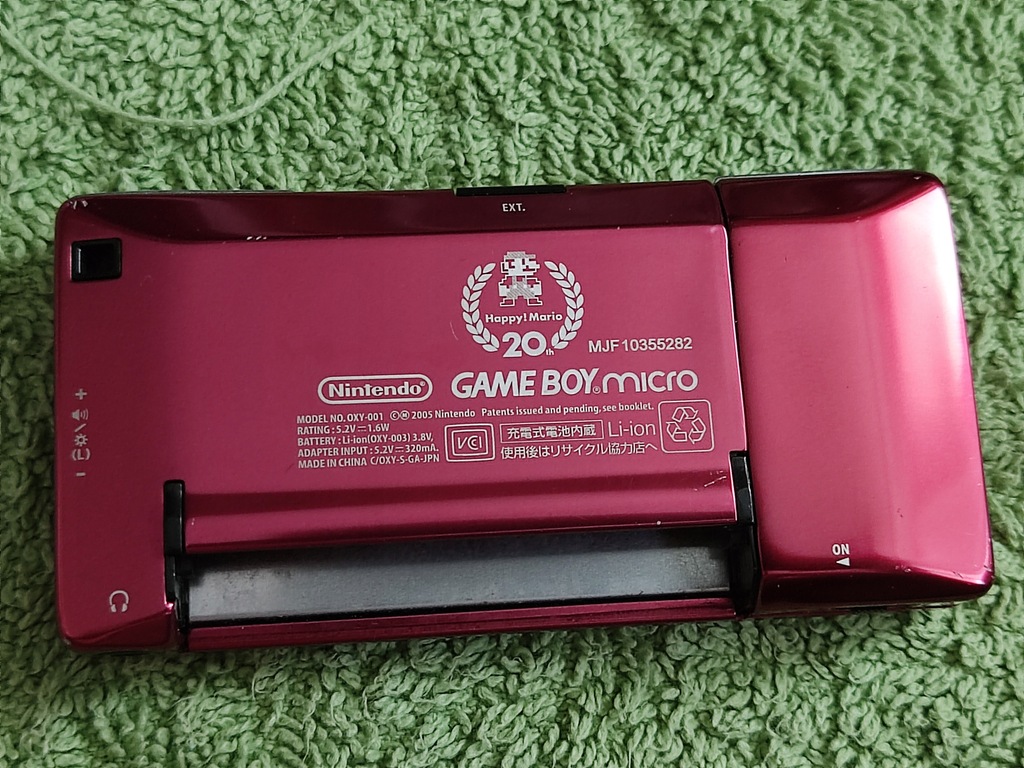 EXT.
Happy! Mario
20th
MJF10355282
Nintendo®
GAME BOY® micro
MODEL NO. OXY-001 ©Ⓜ 2005 Nintendo Patents issued and pending, see booklet.
RATING : 5.2V⎓1.6W
BATTERY : Li-ion(OXY-003) 3.8V,
ADAPTER INPUT : 5.2V⎓320mA.
MADE IN CHINA C/OXY-S-GA-JPN
VCI
充電式電池内蔵 Li-ion
使用後はリサイクル協力店へ
+
-
ON